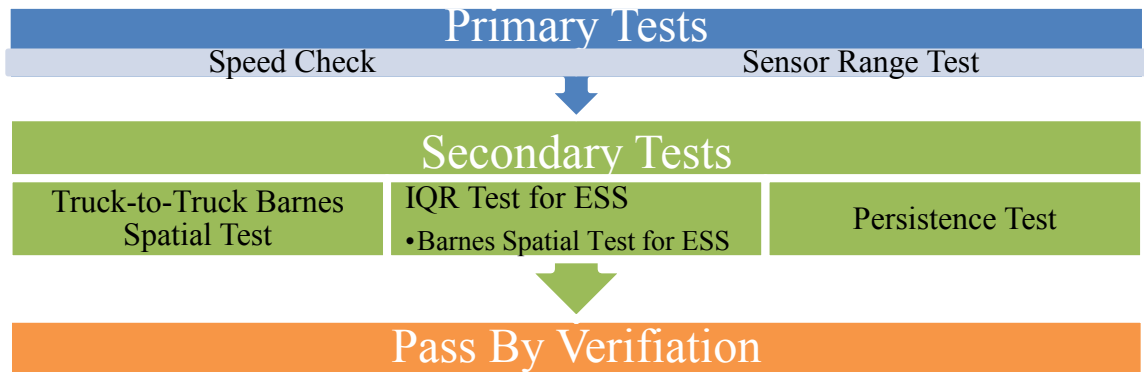 Primary Tests
Speed Check
Sensor Range Test
Secondary Tests
Truck-to-Truck Barnes
Spatial Test
IQR Test for ESS
•Barnes Spatial Test for ESS
Persistence Test
Pass By Verifiation